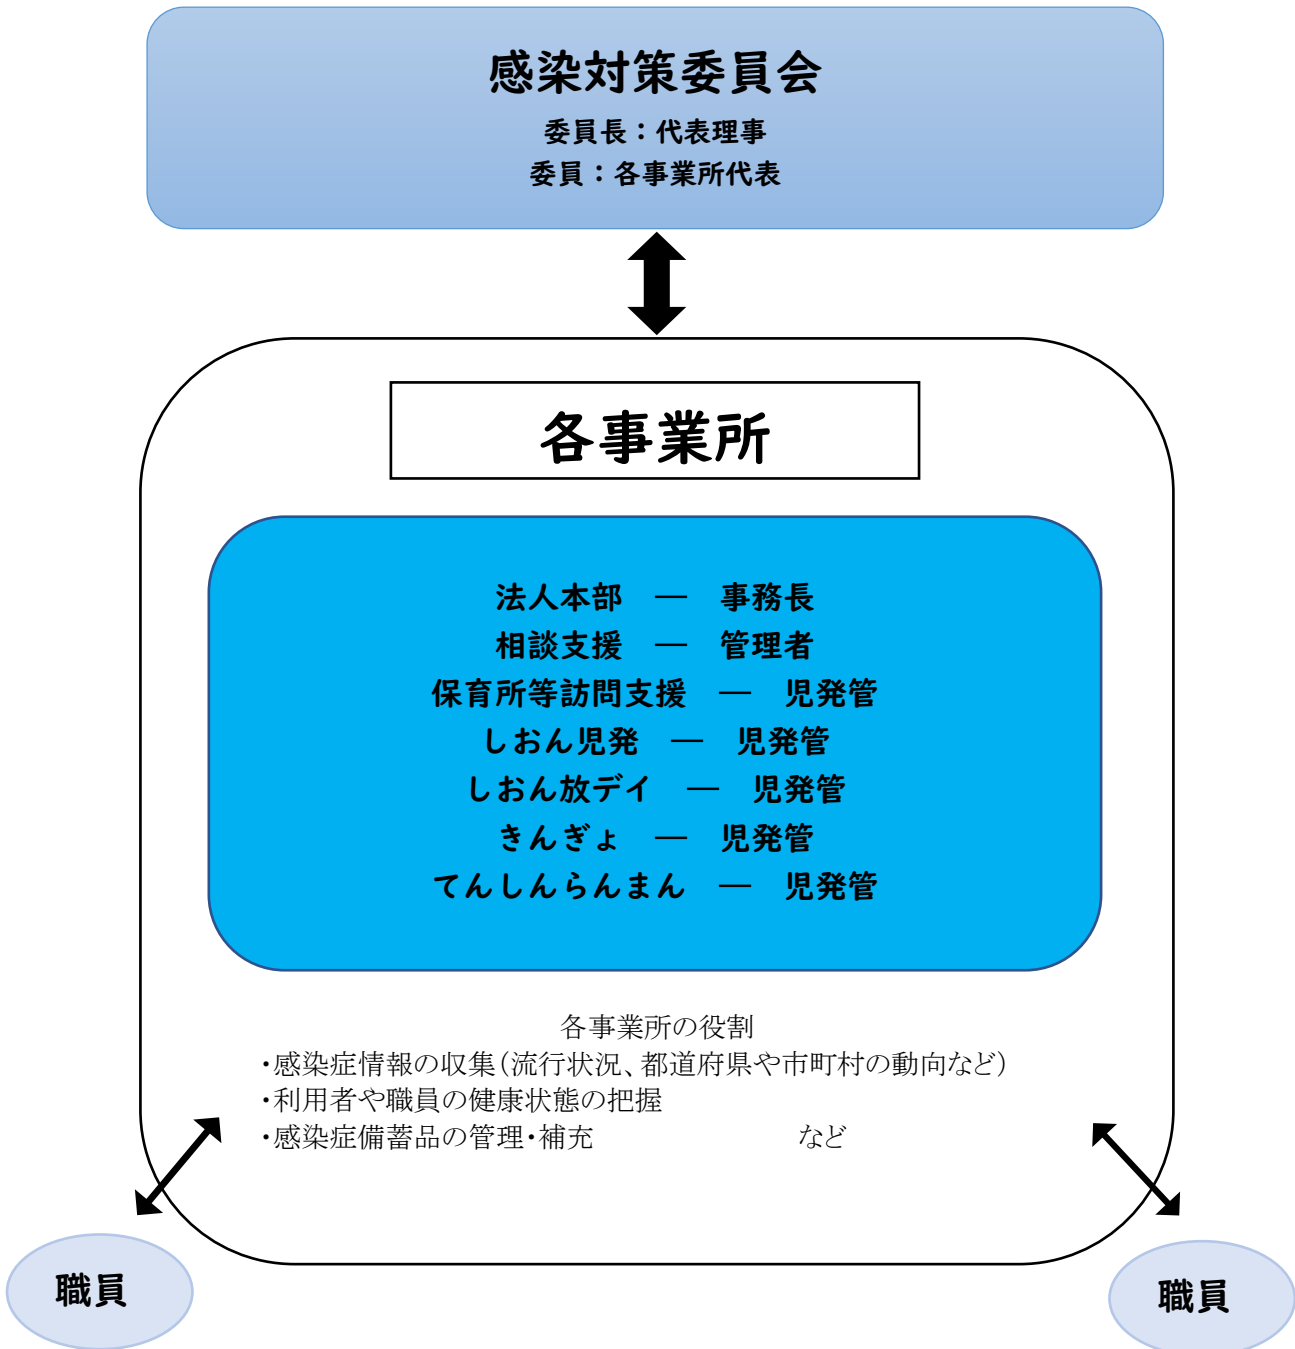 感染対策委員会
委員長：代表理事
委員：各事業所代表
各事業所
法人本部　―　事務長
相談支援　―　管理者
保育所等訪問支援　―　児発管
しおん児発　―　児発管
しおん放デイ　―　児発管
きんぎょ　―　児発管
てんしんらんまん　―　児発管
各事業所の役割
・感染症情報の収集（流行状況、都道府県や市町村の動向など）
・利用者や職員の健康状態の把握
・感染症備蓄品の管理・補充　　　　　　　など
職員
職員